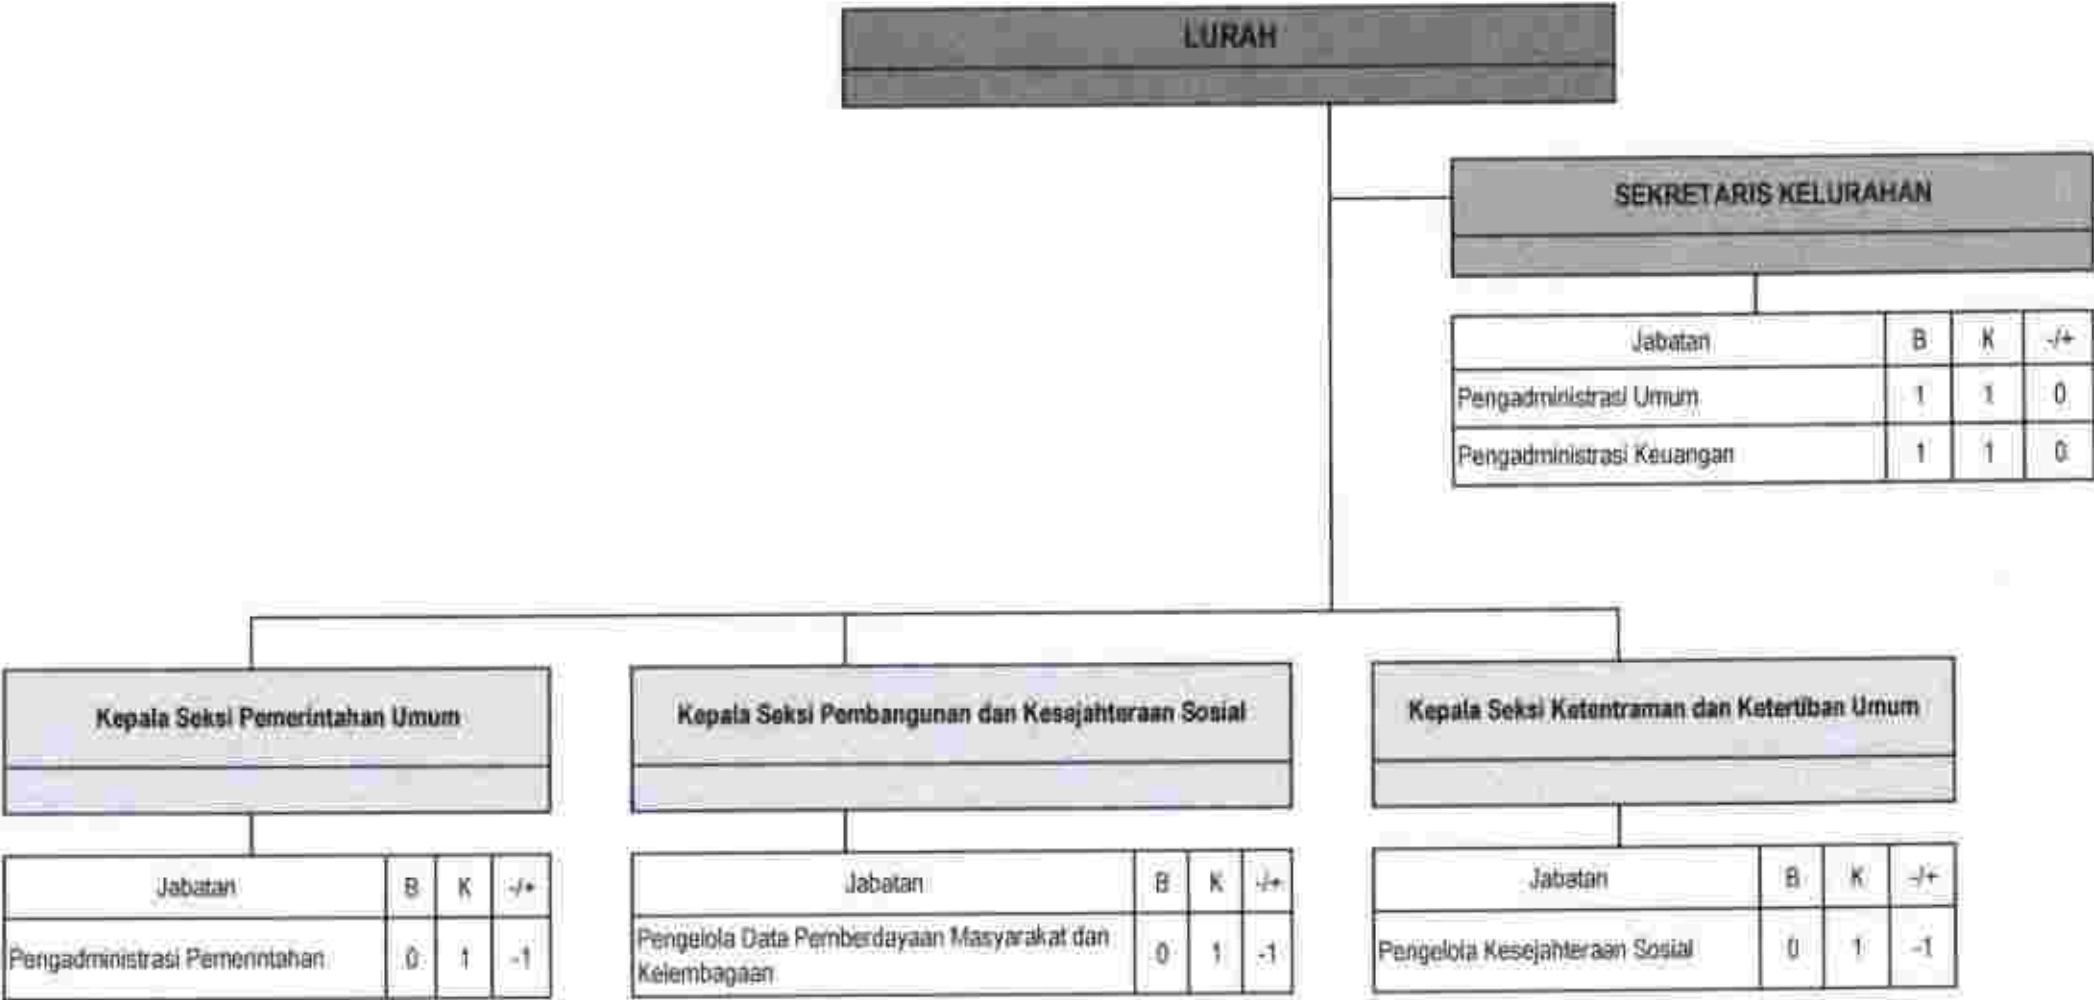 LURAH
SEKRETARIS KELURAHAN
Jabatan B K -/+
Pengadministrasi Umum 1 1 0
Pengadministrasi Keuangan 1 1 0
Kepala Seksi Pemerintahan Umum
Jabatan B K -/+
Pengadministrasi Pemerintahan 0 1 -1
Kepala Seksi Pembangunan dan Kesejahteraan Sosial
Jabatan B K -/+
Pengelola Data Pemberdayaan Masyarakat dan
Kelembagaan 0 1 -1
Kepala Seksi Ketentraman dan Ketertiban Umum
Jabatan B K -/+
Pengelola Kesejahteraan Sosial 0 1 -1